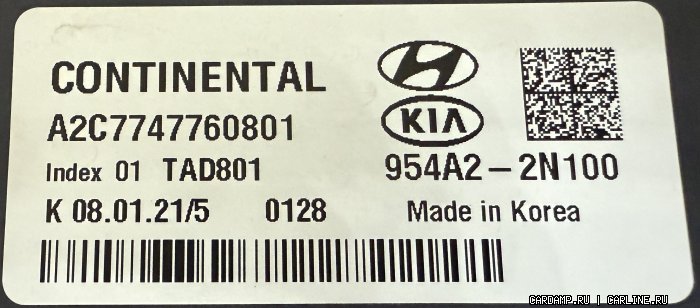 CONTINENTAL
A2C7747760801
KIA
Index 01 TAD801
954A2-2N100
K 08.01.21/5 0128
Made in Korea
CARDAMP.RU | CARLINE.RU